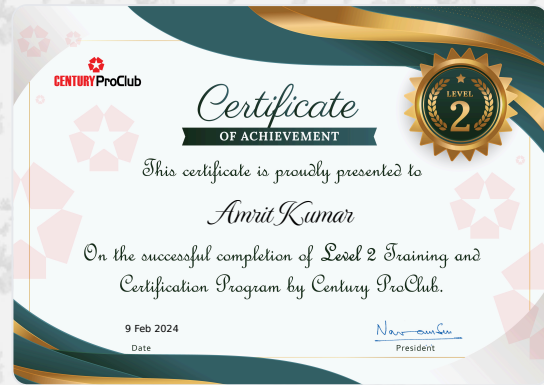 CENTURY ProClub
LEVEL
2
Certificate
OF ACHIEVEMENT
This certificate is proudly presented to
Amrit Kumar
On the successful completion of Level 2 Training and
Certification Program by Century ProClub.
9 Feb 2024
Date
President